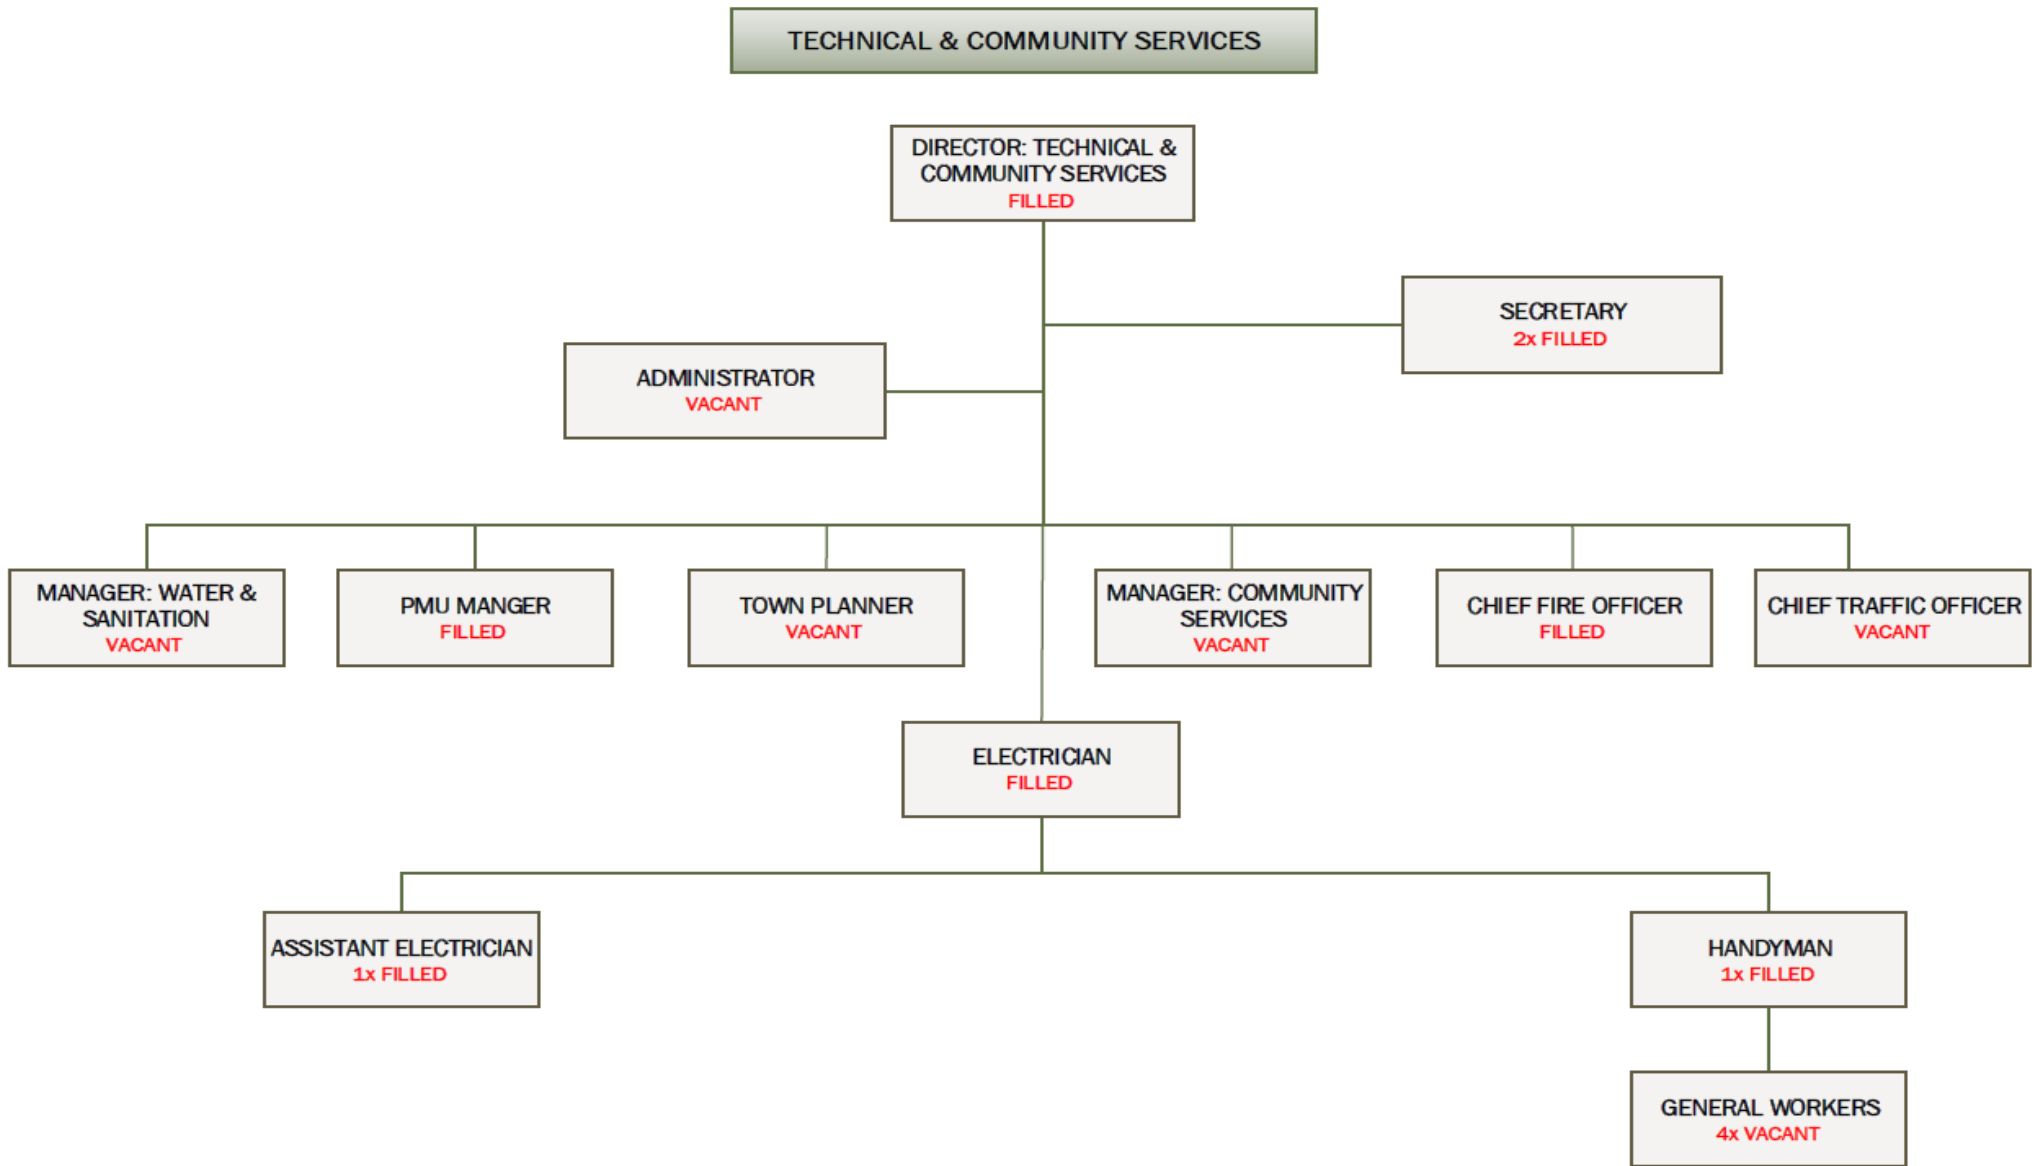 TECHNICAL & COMMUNITY SERVICES
DIRECTOR: TECHNICAL &
COMMUNITY SERVICES
FILLED
SECRETARY
2x FILLED
ADMINISTRATOR
VACANT
MANAGER: WATER &
SANITATION
VACANT
PMU MANGER
FILLED
TOWN PLANNER
VACANT
MANAGER: COMMUNITY
SERVICES
VACANT
CHIEF FIRE OFFICER
FILLED
CHIEF TRAFFIC OFFICER
VACANT
ELECTRICIAN
FILLED
ASSISTANT ELECTRICIAN
1x FILLED
HANDYMAN
1x FILLED
GENERAL WORKERS
4x VACANT